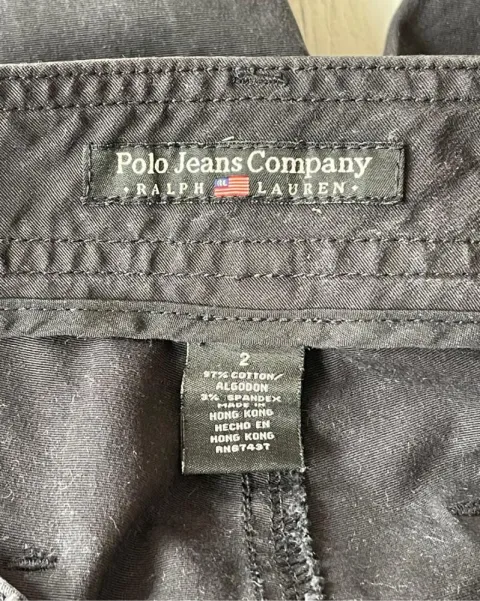 Polo Jeans Company
• RALPH LAUREN •
2
97% COTTON/
ALGODON
3% SPANDEX
MADE IN
HONG KONG
HECHO EN
HONG KONG
RN67437